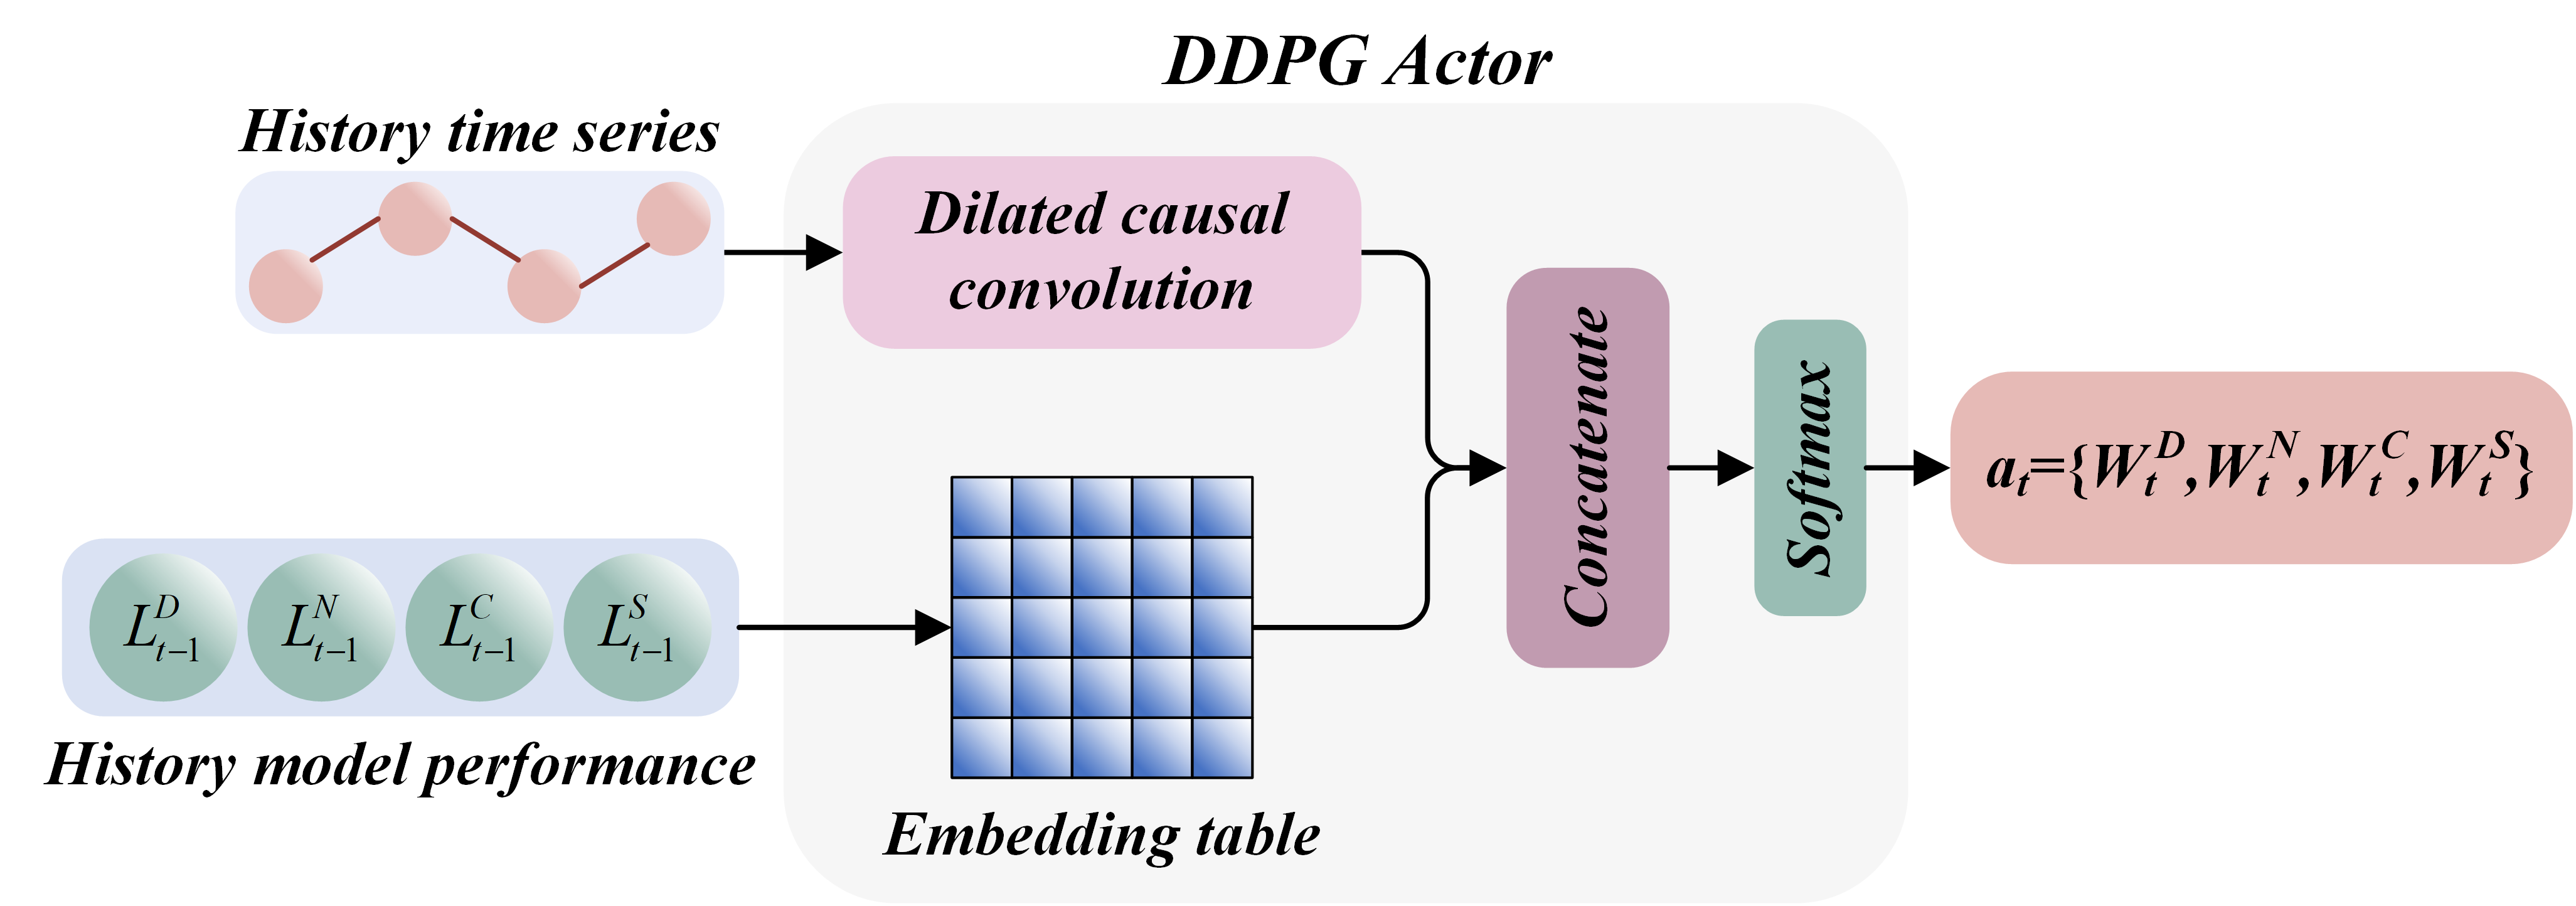 DDPG Actor
History time series
Dilated causal
convolution
Concatenate
Softmax
a_t={W_t^D,W_t^N,W_t^C,W_t^S}
L_{t-1}^D
L_{t-1}^N
L_{t-1}^C
L_{t-1}^S
History model performance
Embedding table